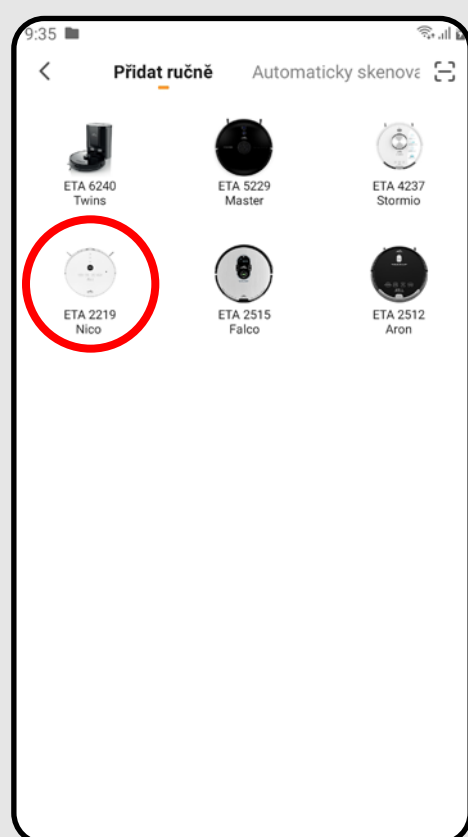 9:35
Přidat ručně Automaticky skenova
ETA 6240
Twins
ETA 5229
Master
ETA 4237
Stormio
ETA 2219
Nico
ETA 2515
Falco
ETA 2512
Aron